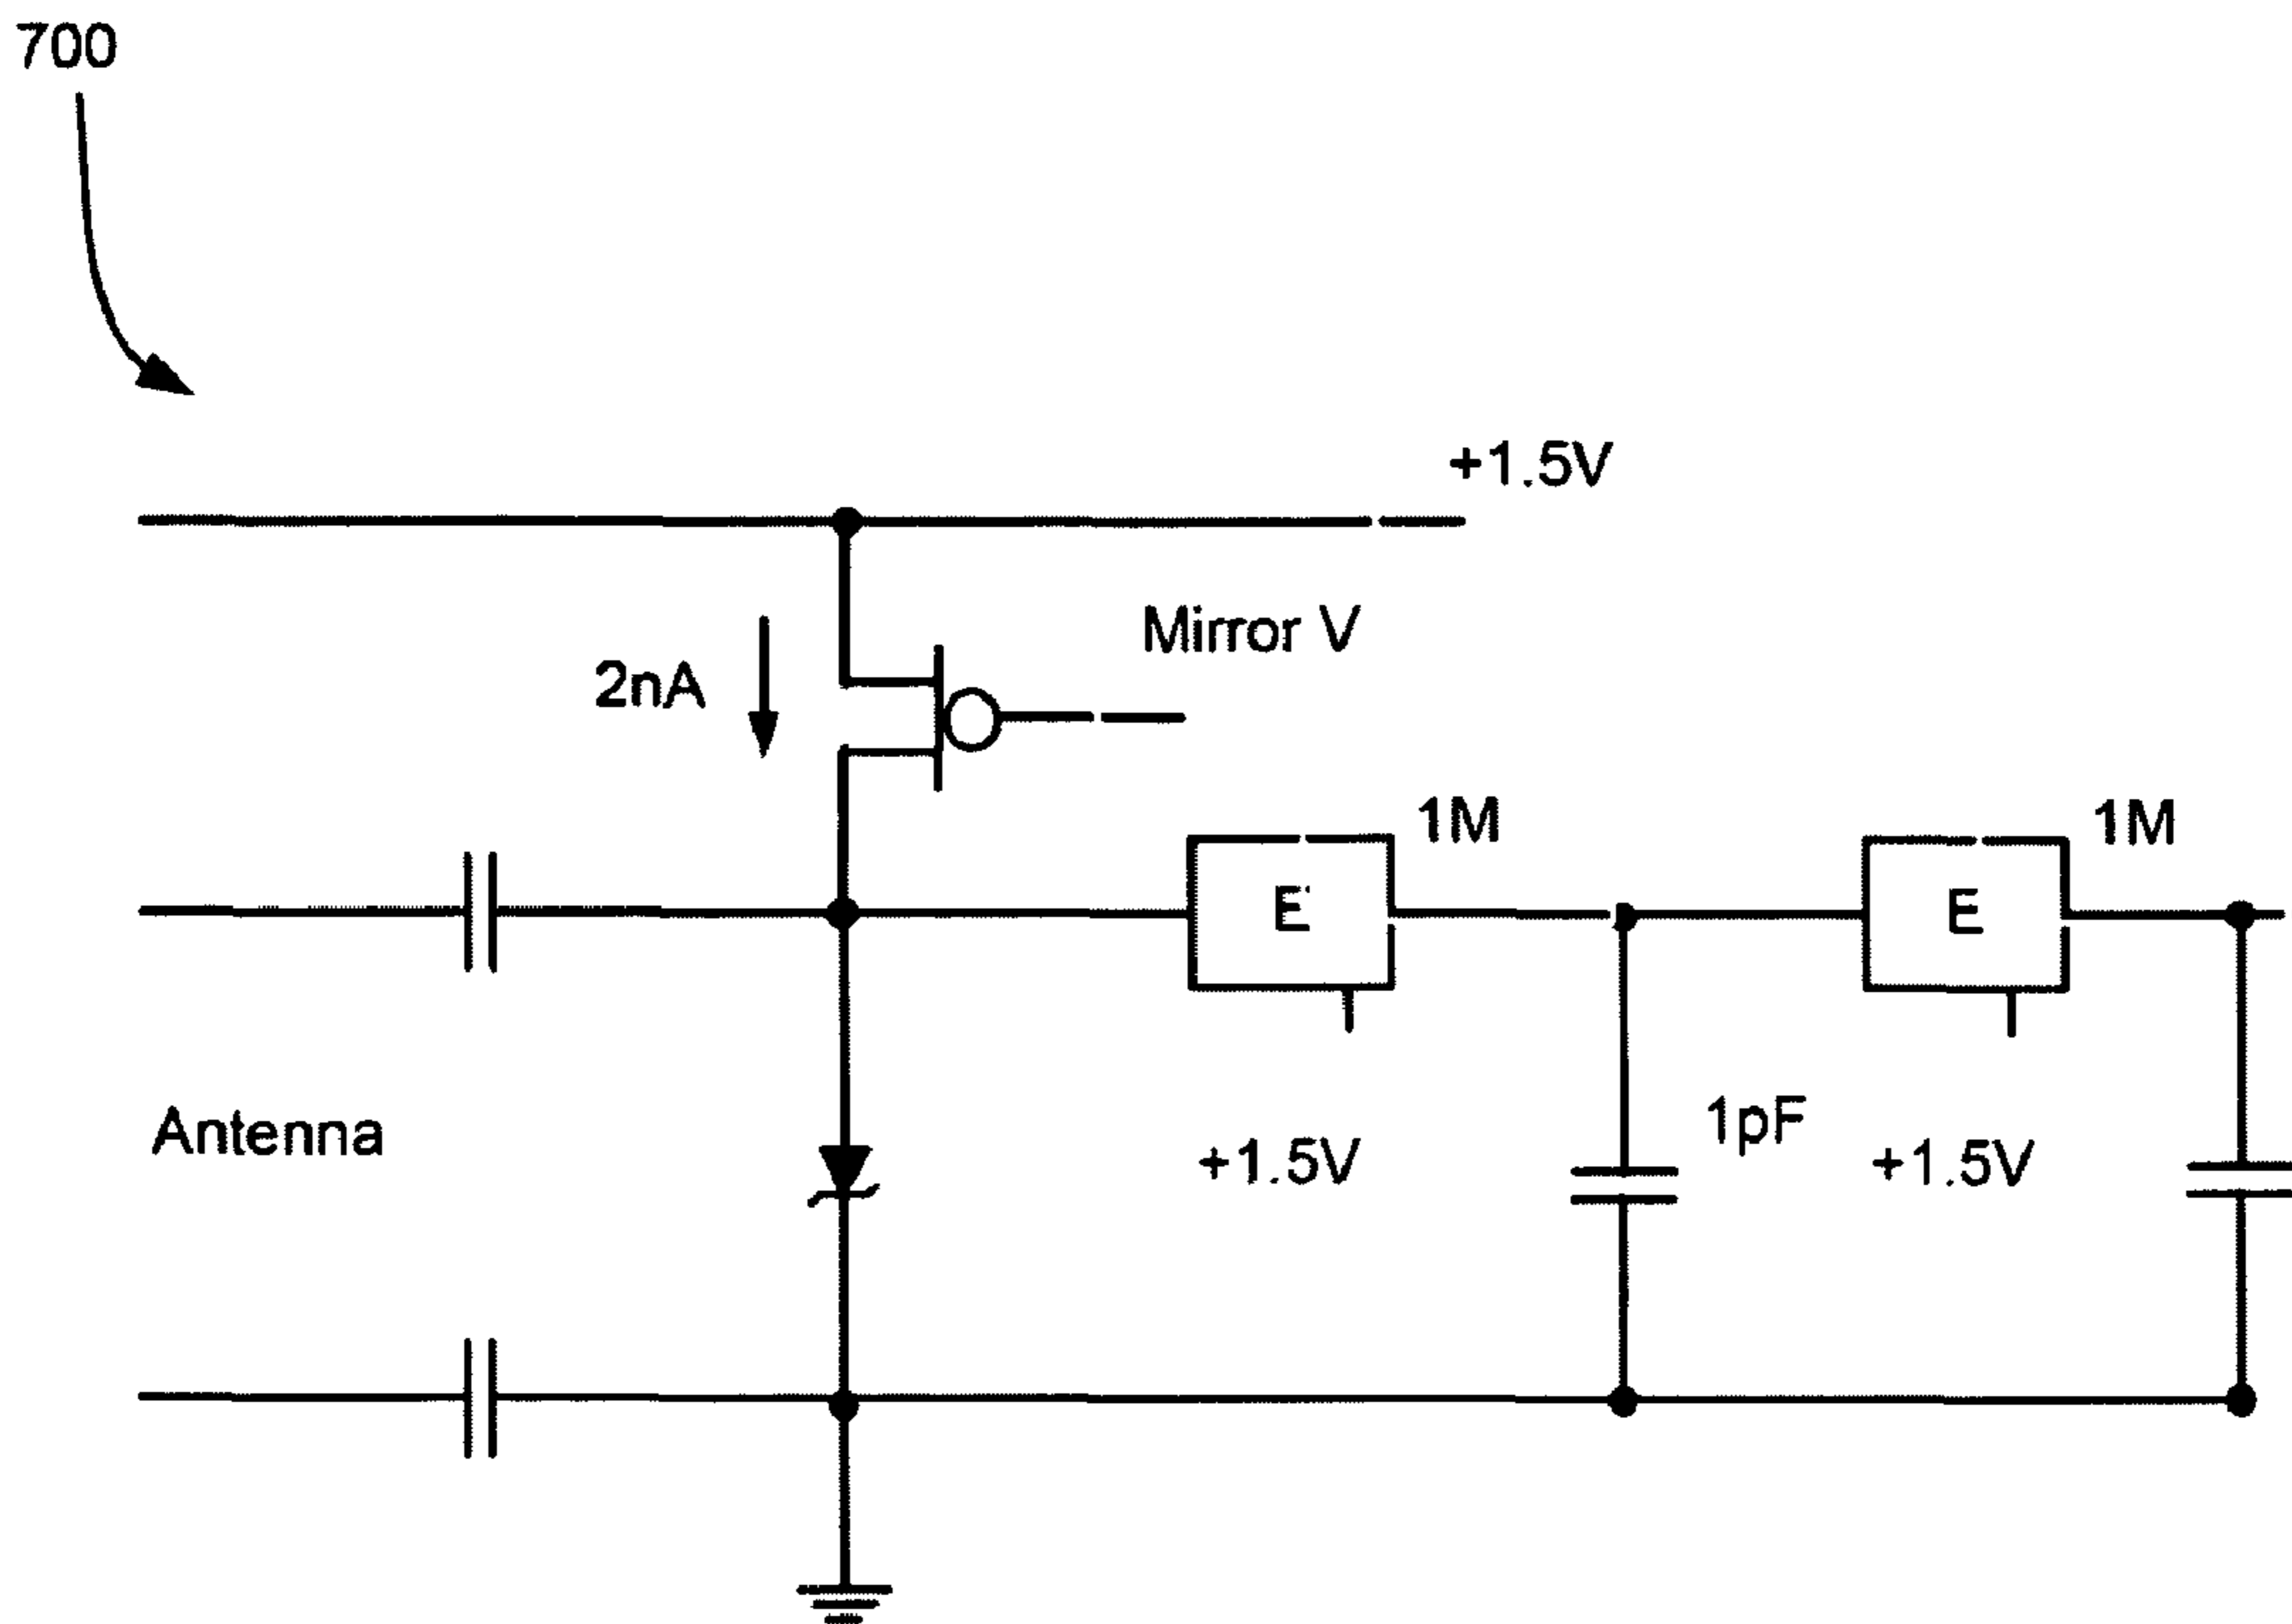 700
+1.5V
Mirror V
2nA
1M
1M
E
E
Antenna
1pF
+1.5V
+1.5V